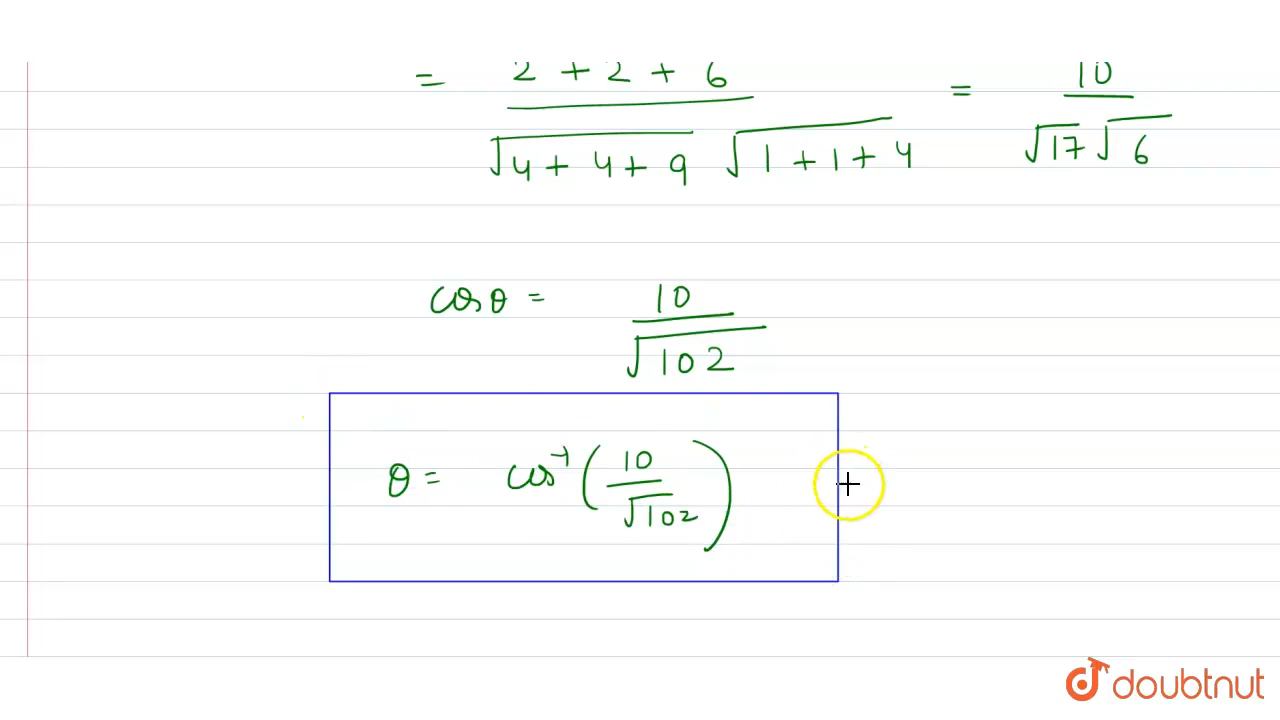 = (2 + 2 + 6) / (√(4 + 4 + 9) √(1 + 1 + 4)) = 10 / (√17 √6)
cosθ = 10 / √102
θ = cos⁻¹ (10 / √102)
doubtnut